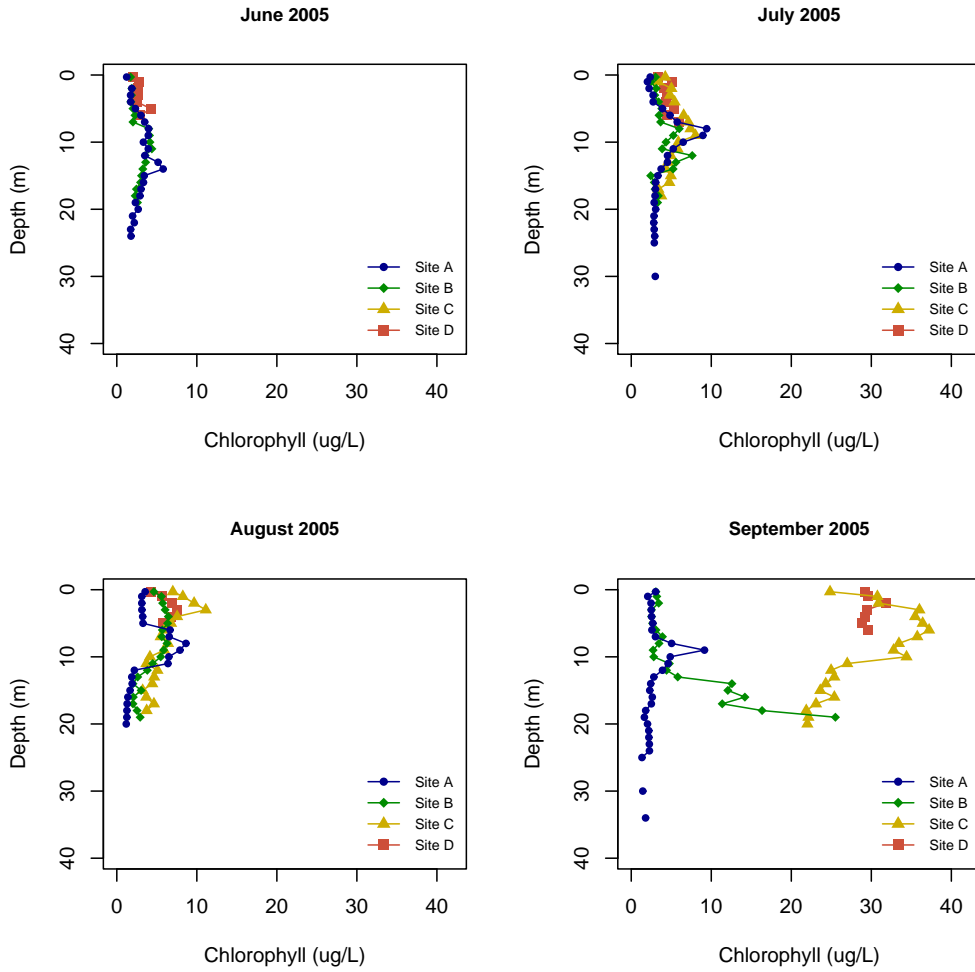 June 2005
0
10
20
30
40
Depth (m)
Site A
Site B
Site C
Site D
0 10 20 30 40
Chlorophyll (ug/L)
July 2005
0
10
20
30
40
Depth (m)
Site A
Site B
Site C
Site D
0 10 20 30 40
Chlorophyll (ug/L)
August 2005
0
10
20
30
40
Depth (m)
Site A
Site B
Site C
Site D
0 10 20 30 40
Chlorophyll (ug/L)
September 2005
0
10
20
30
40
Depth (m)
Site A
Site B
Site C
Site D
0 10 20 30 40
Chlorophyll (ug/L)